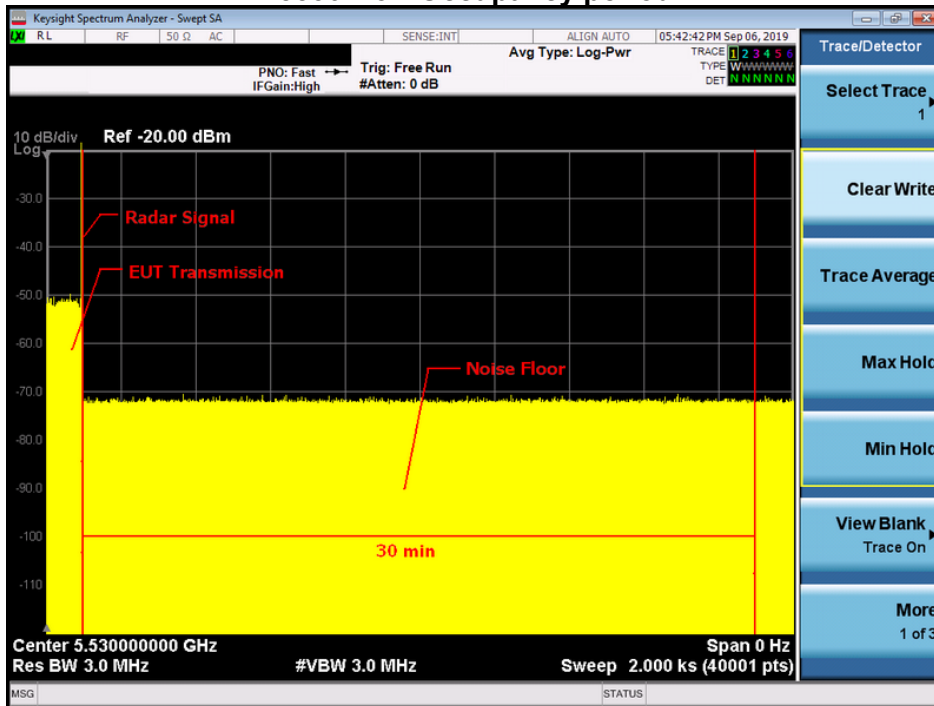 Keysight Spectrum Analyzer - Swept SA
LXI RL RF 50 Ω AC SENSE:INT ALIGN AUTO 05:42:42 PM Sep 06, 2019
Avg Type: Log-Pwr
TRACE 1 2 3 4 5 6
TYPE WWWWWW
DET N N N N N N
PNO: Fast
IFGain:High
Trig: Free Run
#Atten: 0 dB
10 dB/div
Log
Ref -20.00 dBm
-30.0
-40.0
-50.0
-60.0
-70.0
-80.0
-90.0
-100
-110
Radar Signal
EUT Transmission
Noise Floor
30 min
Center 5.530000000 GHz
Span 0 Hz
Res BW 3.0 MHz
#VBW 3.0 MHz
Sweep 2.000 ks (40001 pts)
MSG
STATUS
Trace/Detector
Select Trace
1
Clear Write
Trace Average
Max Hold
Min Hold
View Blank
Trace On
More
1 of 3